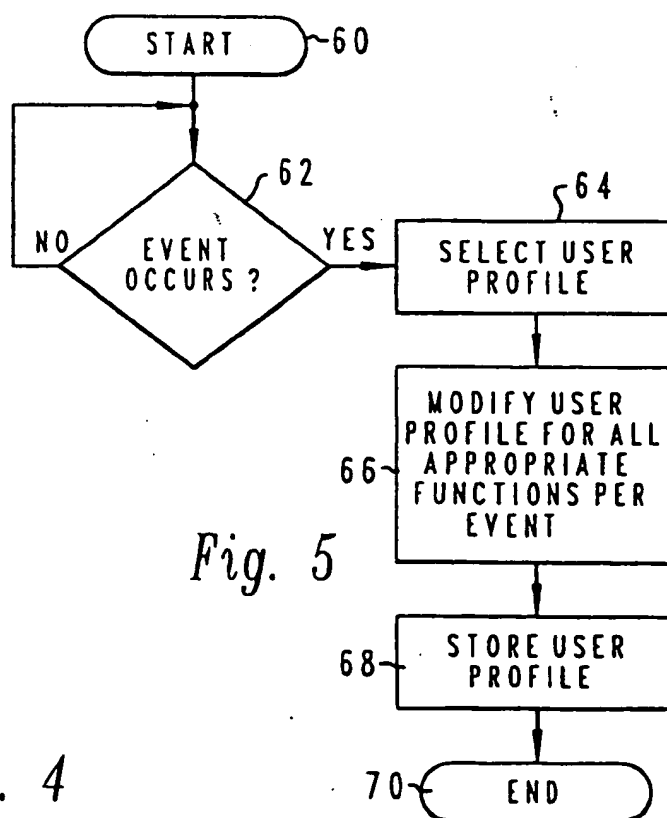 START
60
62
64
NO
EVENT
OCCURS ?
YES
SELECT USER
PROFILE
66
MODIFY USER
PROFILE FOR ALL
APPROPRIATE
FUNCTIONS PER
EVENT
Fig. 5
68
STORE USER
PROFILE
. 4
70
END